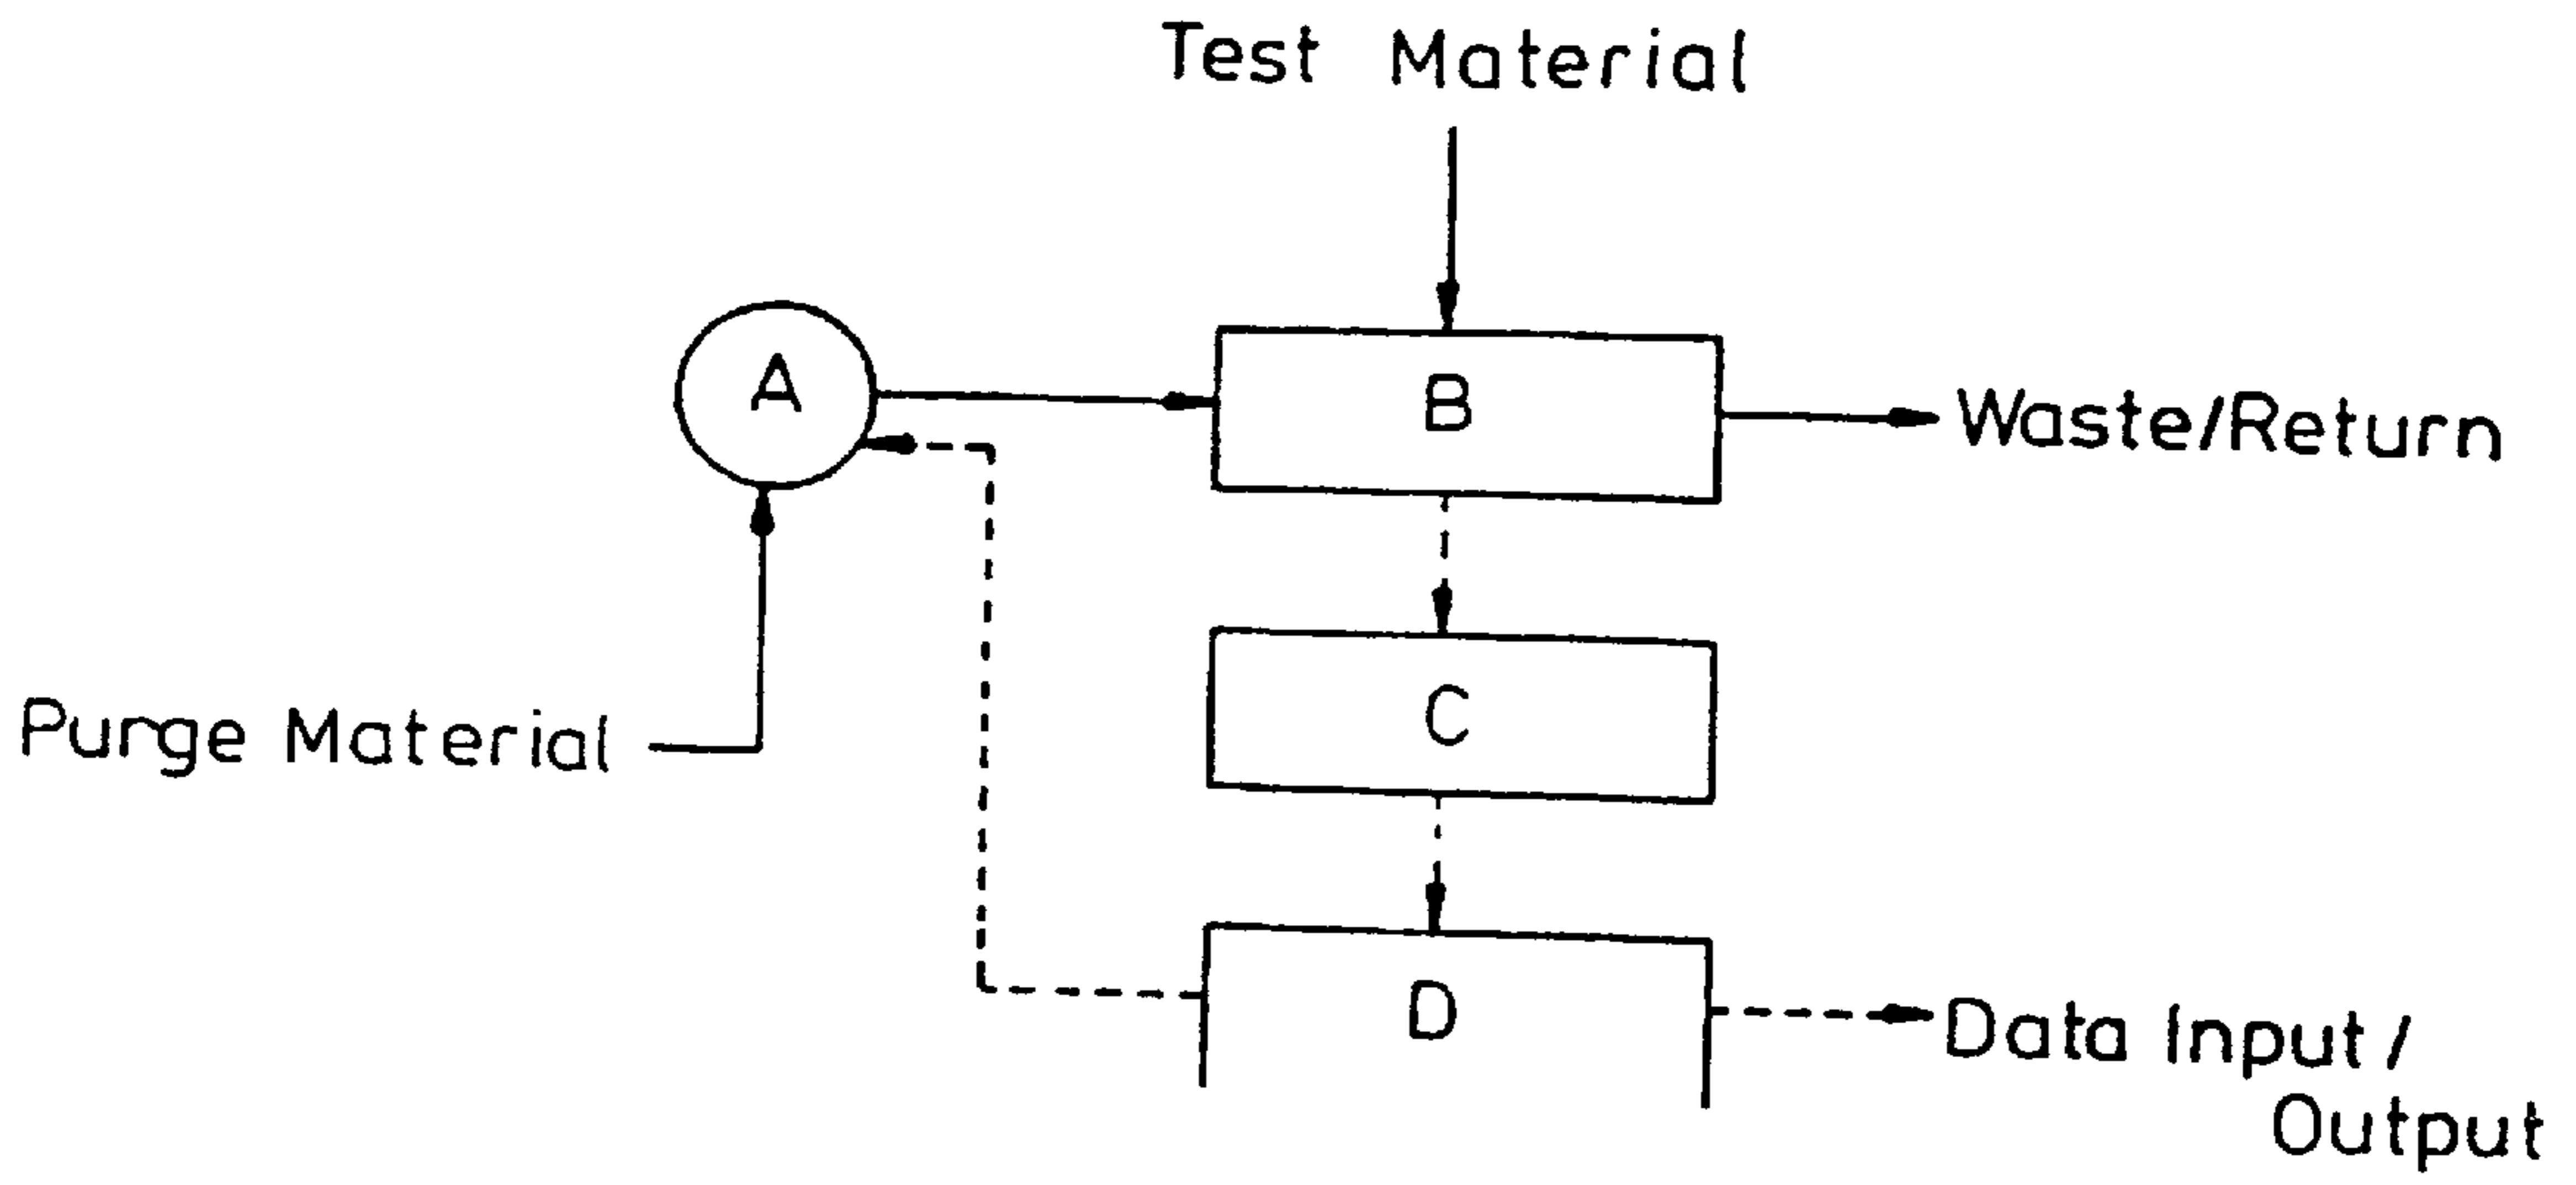 Test Material
A
B
Waste/Return
Purge Material
C
D
Data Input/
Output